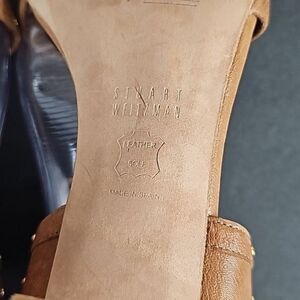 STUART
WEITZMAN
LEATHER
SOLE
MADE IN SPAIN